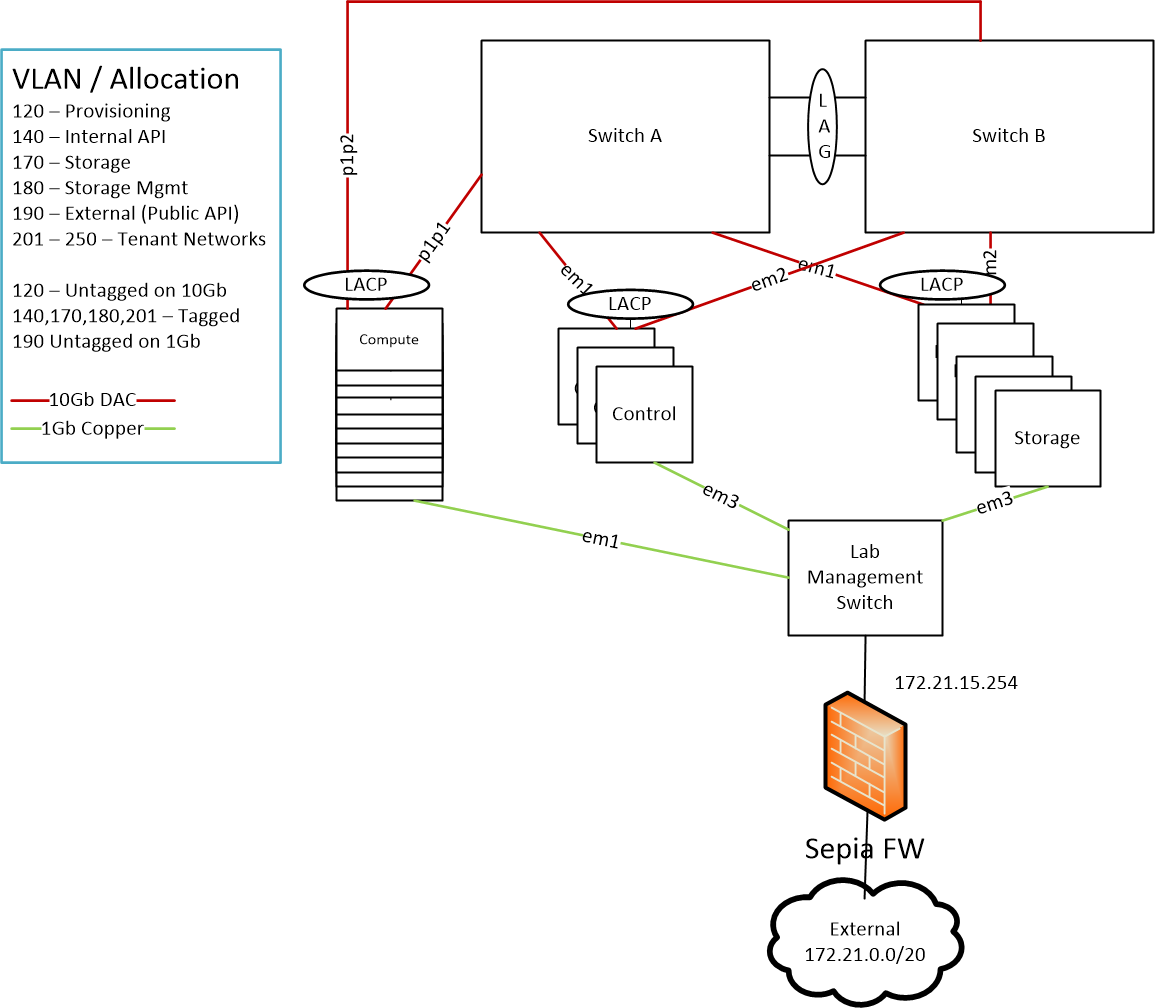 VLAN / Allocation
120 – Provisioning
140 – Internal API
170 – Storage
180 – Storage Mgmt
190 – External (Public API)
201 – 250 – Tenant Networks
120 – Untagged on 10Gb
140,170,180,201 – Tagged
190 Untagged on 1Gb
10Gb DAC
1Gb Copper
p1p2
p1p1
Switch A
L
A
G
Switch B
em1
em2
em1
m2
LACP
LACP
LACP
Compute
Control
Storage
em3
em3
em1
Lab
Management
Switch
172.21.15.254
Sepia FW
External
172.21.0.0/20